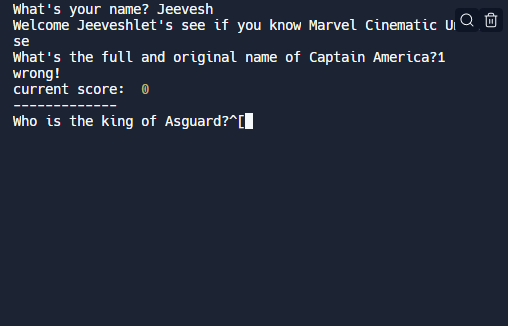 What's your name? Jeevesh
Welcome Jeeveshlet's see if you know Marvel Cinematic Un
se
What's the full and original name of Captain America?1
wrong!
current score:  0
-------------
Who is the king of Asguard?^[